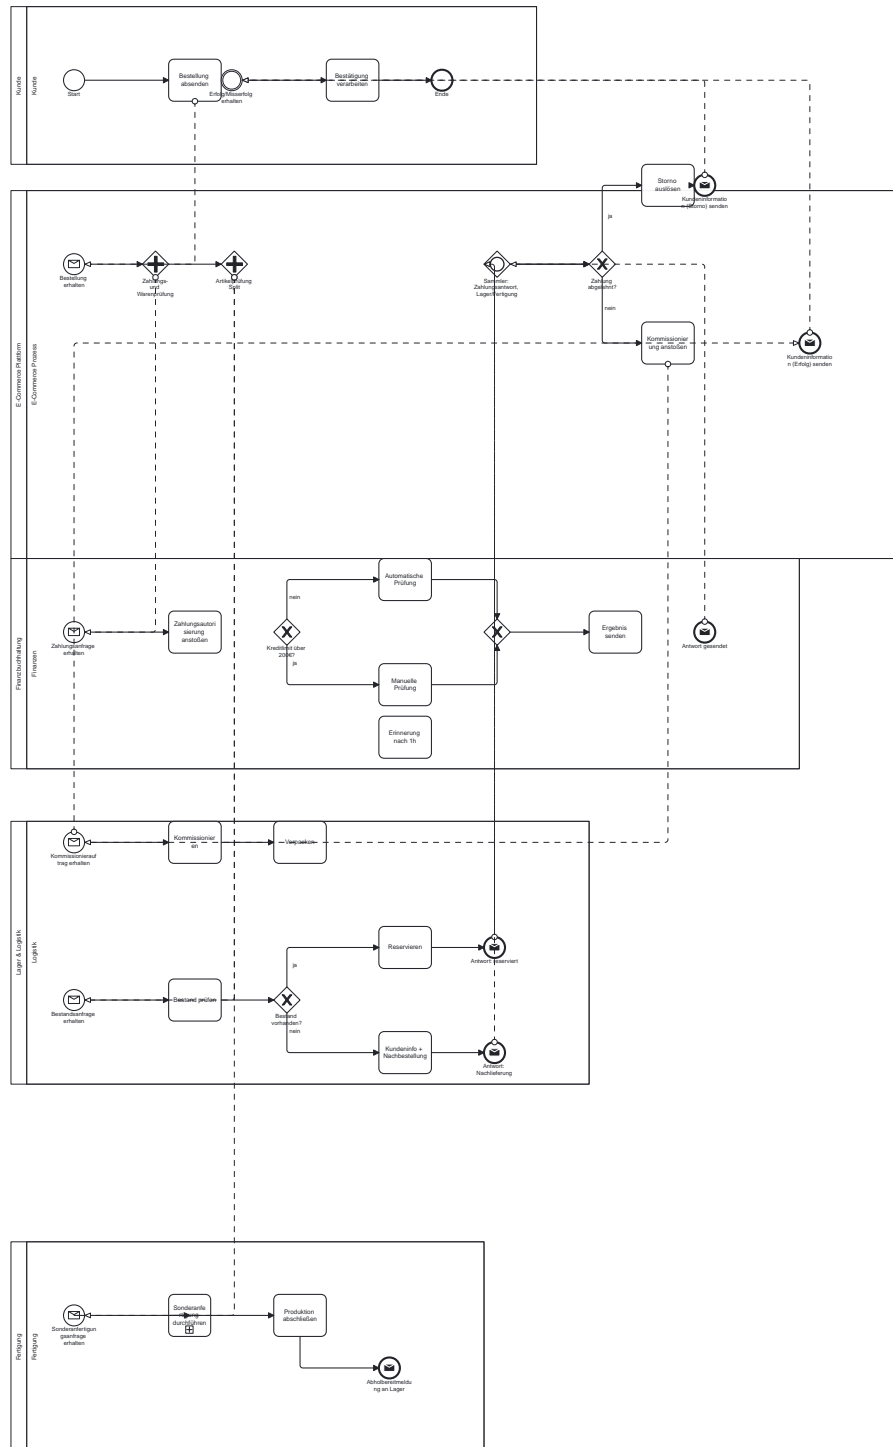 Kunde
Kunde
Start
Bestellung
absenden
Erfolg/Misserfolg
erhalten
Bestätigung
verarbeiten
Ende
Storno
auslösen
Kundeninformatio
n (Storno) senden
ja
E-Commerce Plattform
E-Commerce Prozess
Bestellung
erhalten
Zahlungs-
und
Warenprüfung
Artikelprüfung
Split
Sammler:
Zahlungsantwort,
Lager/Fertigung
Zahlung
abgelehnt?
nein
Kommissionier
ung anstoßen
Kundeninformatio
n (Erfolg) senden
Finanzbuchhaltung
Finanzen
Zahlungsanfrage
erhalten
Zahlungsautori
sierung
anstoßen
nein
Kreditlimit über
200€?
ja
Automatische
Prüfung
Manuelle
Prüfung
Erinnerung
nach 1h
Ergebnis
senden
Antwort gesendet
Lager & Logistik
Logistik
Kommissionierauf
trag erhalten
Kommissionier
en
Verpacken
Bestandsanfrage
erhalten
Bestand prüfen
ja
Bestand
vorhanden?
nein
Reservieren
Antwort: reserviert
Kundeninfo +
Nachbestellung
Antwort:
Nachlieferung
Fertigung
Fertigung
Sonderanfertigun
gsanfrage
erhalten
Sonderanfe
rtigung
durchführen
Produktion
abschließen
Abholbereitmeldu
ng an Lager